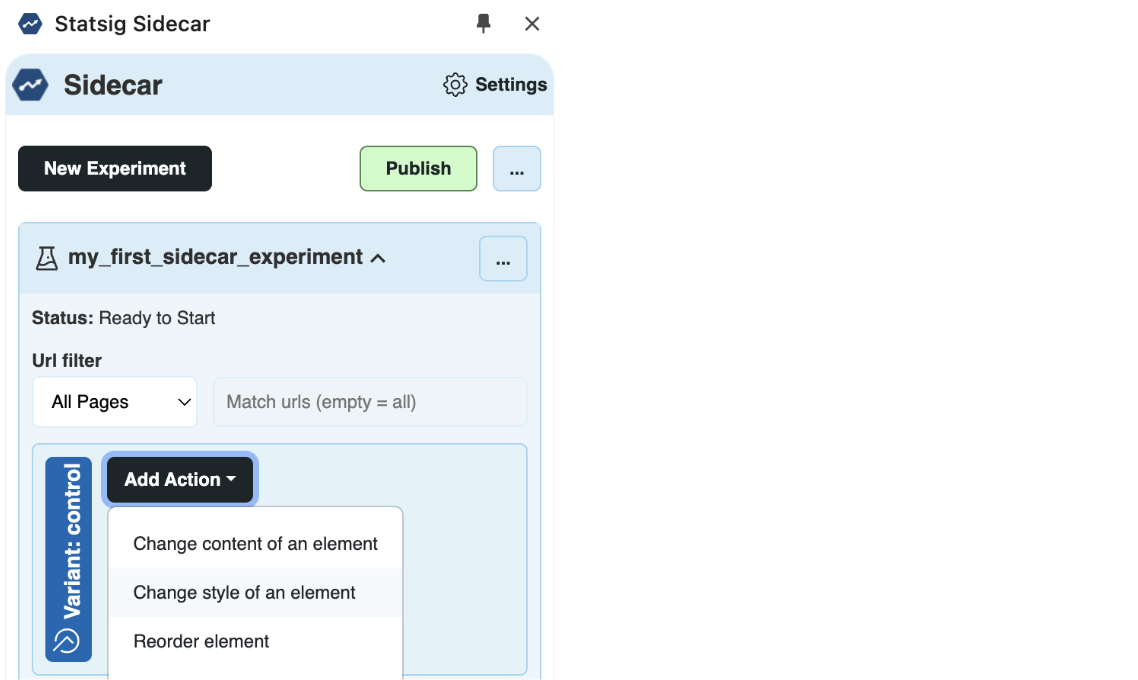 Statsig Sidecar
Sidecar
Settings
New Experiment
Publish
...
my_first_sidecar_experiment
...
Status: Ready to Start
Url filter
All Pages
Match urls (empty = all)
Variant: control
Add Action
Change content of an element
Change style of an element
Reorder element